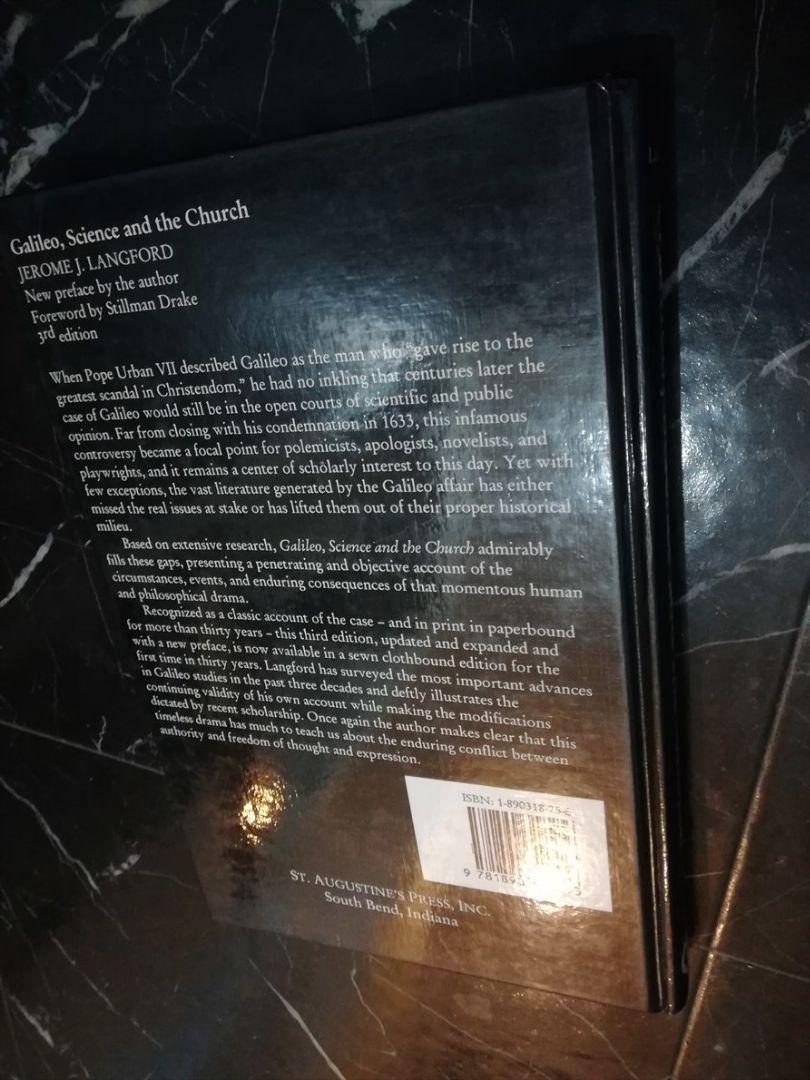 Galileo, Science and the Church
JEROME J. LANGFORD
New preface by the author
Foreword by Stillman Drake
3rd edition
When Pope Urban VII described Galileo as the man who "gave rise to the
greatest scandal in Christendom," he had no inkling that centuries later the
case of Galileo would still be in the open courts of scientific and public
opinion. Far from closing with his condemnation in 1633, this infamous
controversy became a focal point for polemicists, apologists, novelists, and
playwrights, and it remains a center of scholarly interest to this day. Yet with
few exceptions, the vast literature generated by the Galileo affair has either
missed the real issues at stake or has lifted them out of their proper historical
milieu.
Based on extensive research, Galileo, Science and the Church admirably
fills these gaps, presenting a penetrating and objective account of the
circumstances, events, and enduring consequences of that momentous human
and philosophical drama.
Recognized as a classic account of the case – and in print in paperbound
for more than thirty years – this third edition, updated and expanded and
with a new preface, is now available in a sewn clothbound edition for the
first time in thirty years. Langford has surveyed the most important advances
in Galileo studies in the past three decades and deftly illustrates the
continuing validity of his own account while making the modifications
dictated by recent scholarship. Once again the author makes clear that this
timeless drama has much to teach us about the enduring conflict between
authority and freedom of thought and expression.
ISBN: 1-890318-25-6
9 78189
ST. AUGUSTINE'S PRESS, INC.
South Bend, Indiana